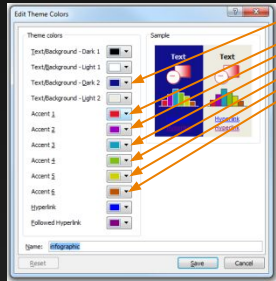 Edit Theme Colors
Theme colors
Sample
Text/Background - Dark 1
Text/Background - Light 1
Text/Background - Dark 2
Text/Background - Light 2
Accent 1
Accent 2
Accent 3
Accent 4
Accent 5
Accent 6
Hyperlink
Followed Hyperlink
Text
Text
Hyperlink
Hyperlink
Hyperlink
Hyperlink
Name: infographic
Reset
Save
Cancel